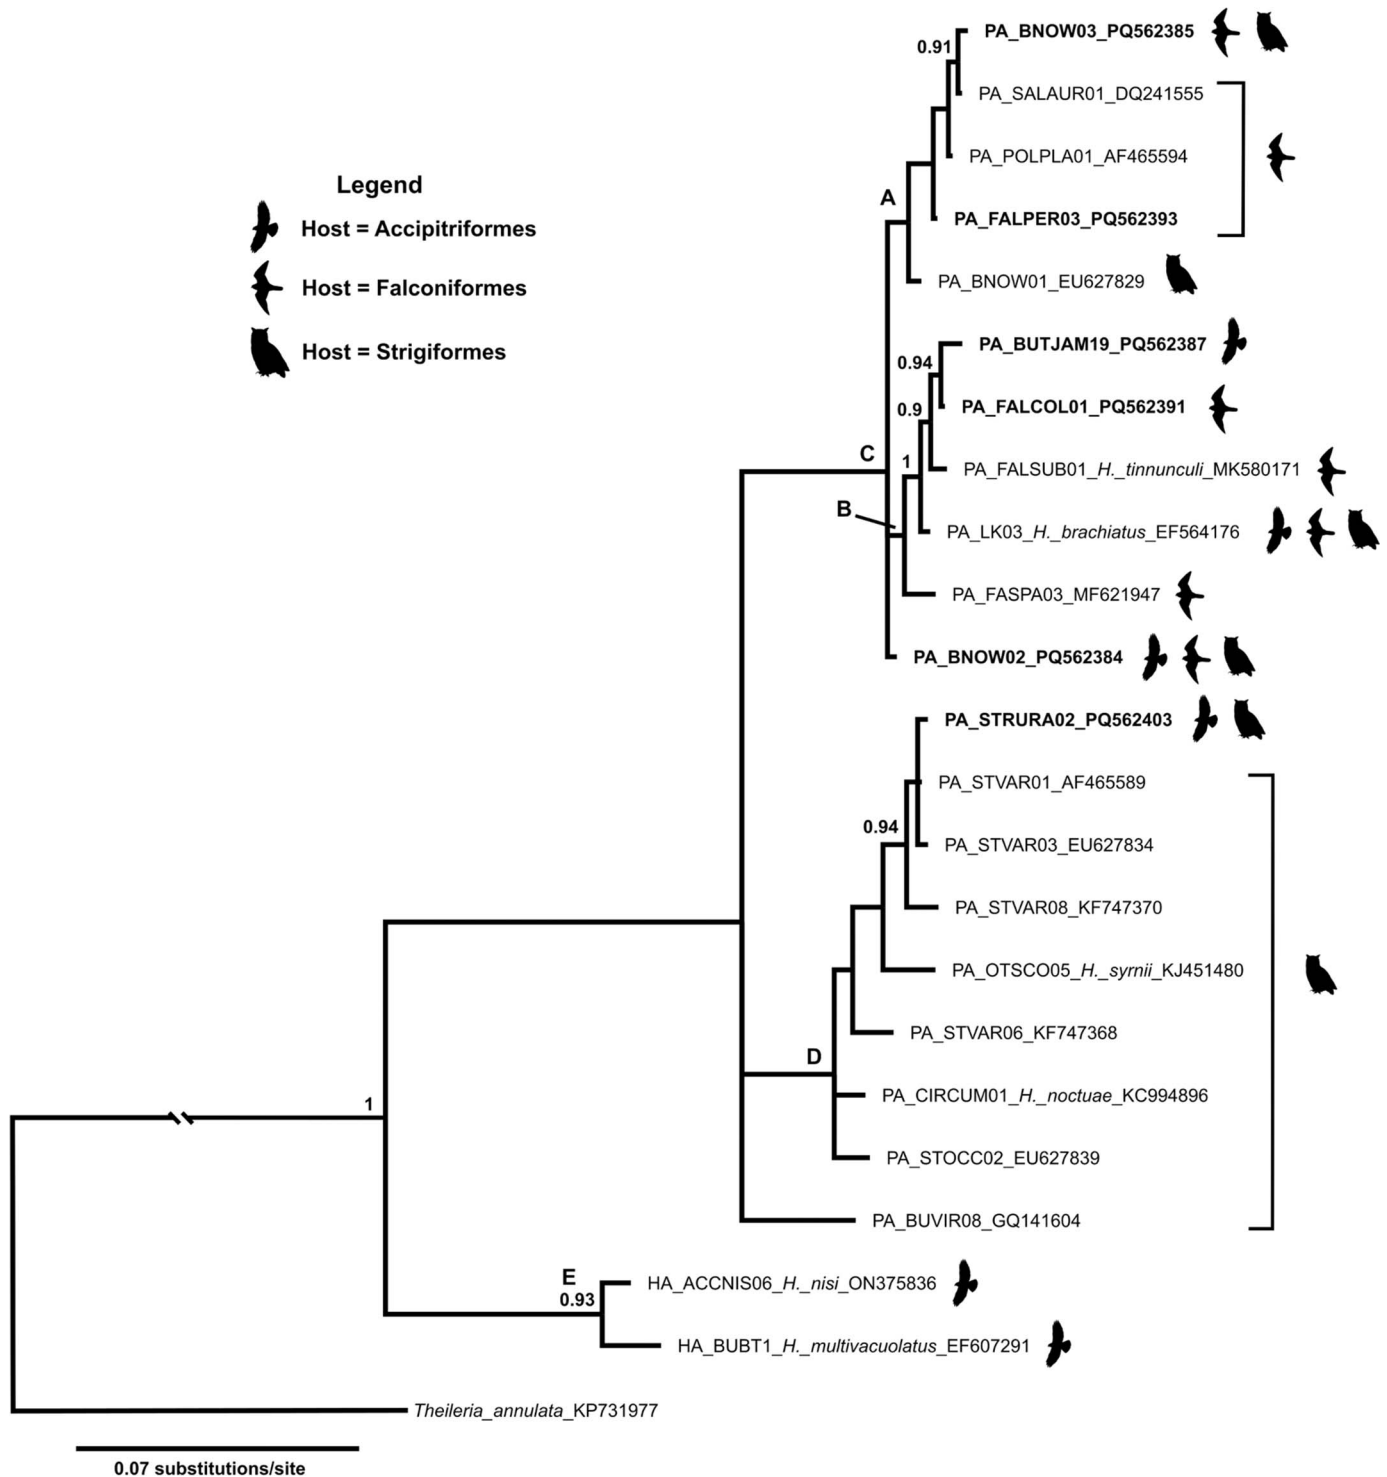 0.91
PA_BNOW03_PQ562385
PA_SALAUR01_DQ241555
PA_POLPLA01_AF465594
Legend
A
PA_FALPER03_PQ562393
Host = Accipitriformes
PA_BNOW01_EU627829
Host = Falconiformes
PA_BUTJAM19_PQ562387
Host = Strigiformes
0.94
PA_FALCOL01_PQ562391
0.9
C
1
PA_FALSUB01_H._tinnunculi_MK580171
B
PA_LK03_H._brachiatus_EF564176
PA_FASPA03_MF621947
PA_BNOW02_PQ562384
PA_STRURA02_PQ562403
PA_STVAR01_AF465589
0.94
PA_STVAR03_EU627834
PA_STVAR08_KF747370
PA_OTSCO05_H._syrnii_KJ451480
PA_STVAR06_KF747368
D
PA_CIRCUM01_H._noctuae_KC994896
1
PA_STOCC02_EU627839
PA_BUVIR08_GQ141604
E
HA_ACCNIS06_H._nisi_ON375836
0.93
HA_BUBT1_H._multivacuolatus_EF607291
Theileria_annulata_KP731977
0.07 substitutions/site